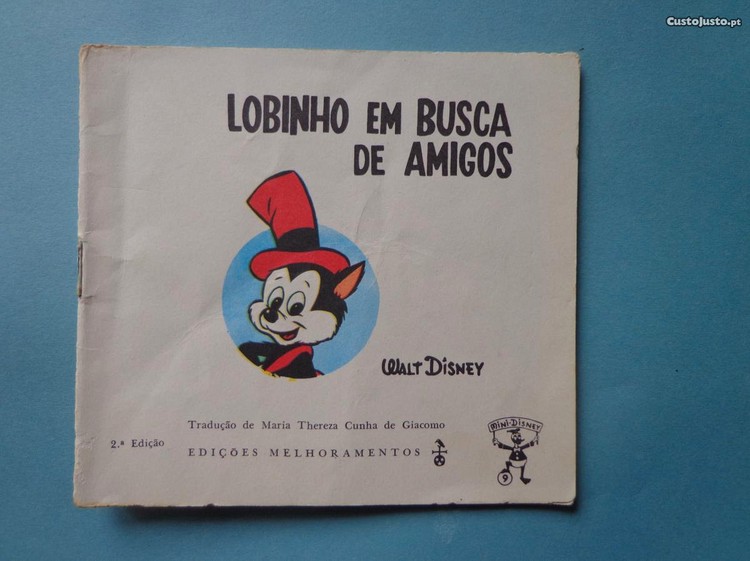 CustoJusto.pt
LOBINHO EM BUSCA
DE AMIGOS
WALT DISNEY
Tradução de Maria Thereza Cunha de Giacomo
2.ª Edição
EDIÇÕES MELHORAMENTOS
MINI-DISNEY
9